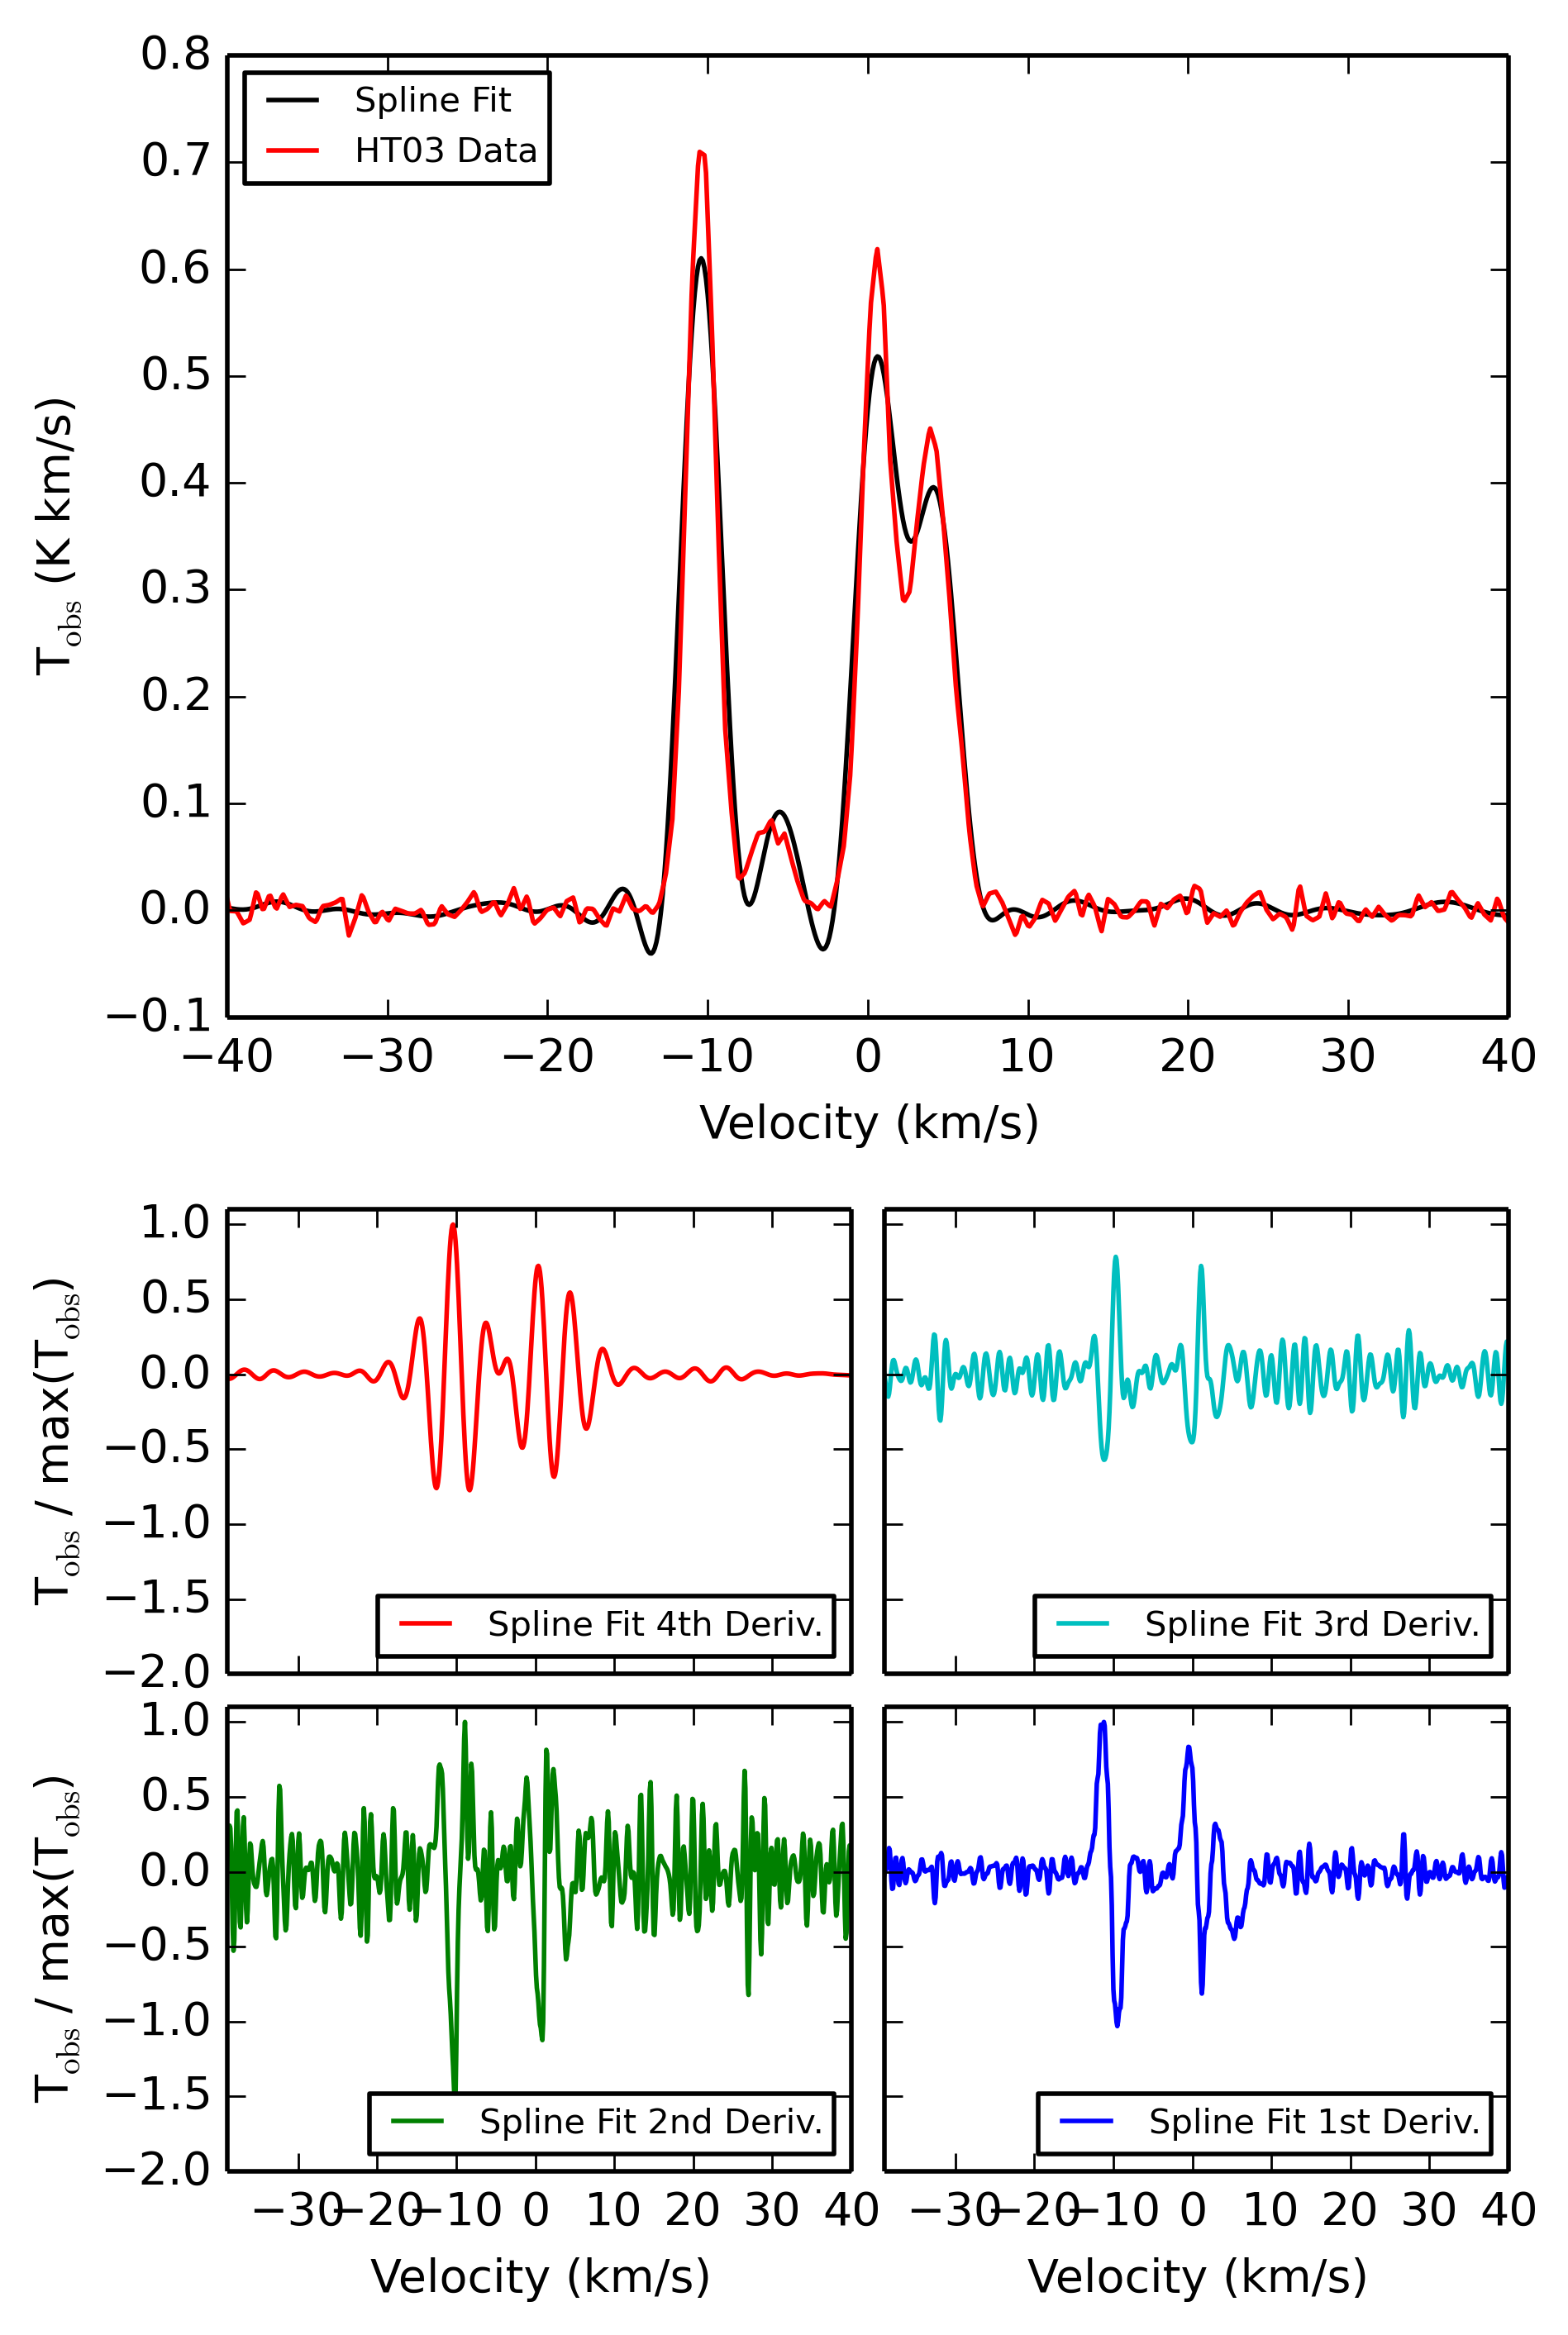 0.8
Spline Fit
HT03 Data
0.7
0.6
0.5
0.4
0.3
0.2
0.1
0.0
−0.1
T_obs (K km/s)
−40 −30 −20 −10 0 10 20 30 40
Velocity (km/s)
1.0
0.5
0.0
−0.5
−1.0
−1.5
−2.0
T_obs / max(T_obs)
Spline Fit 4th Deriv.
Spline Fit 3rd Deriv.
1.0
0.5
0.0
−0.5
−1.0
−1.5
−2.0
T_obs / max(T_obs)
Spline Fit 2nd Deriv.
Spline Fit 1st Deriv.
−30 −20 −10 0 10 20 30 40
−30 −20 −10 0 10 20 30 40
Velocity (km/s)
Velocity (km/s)